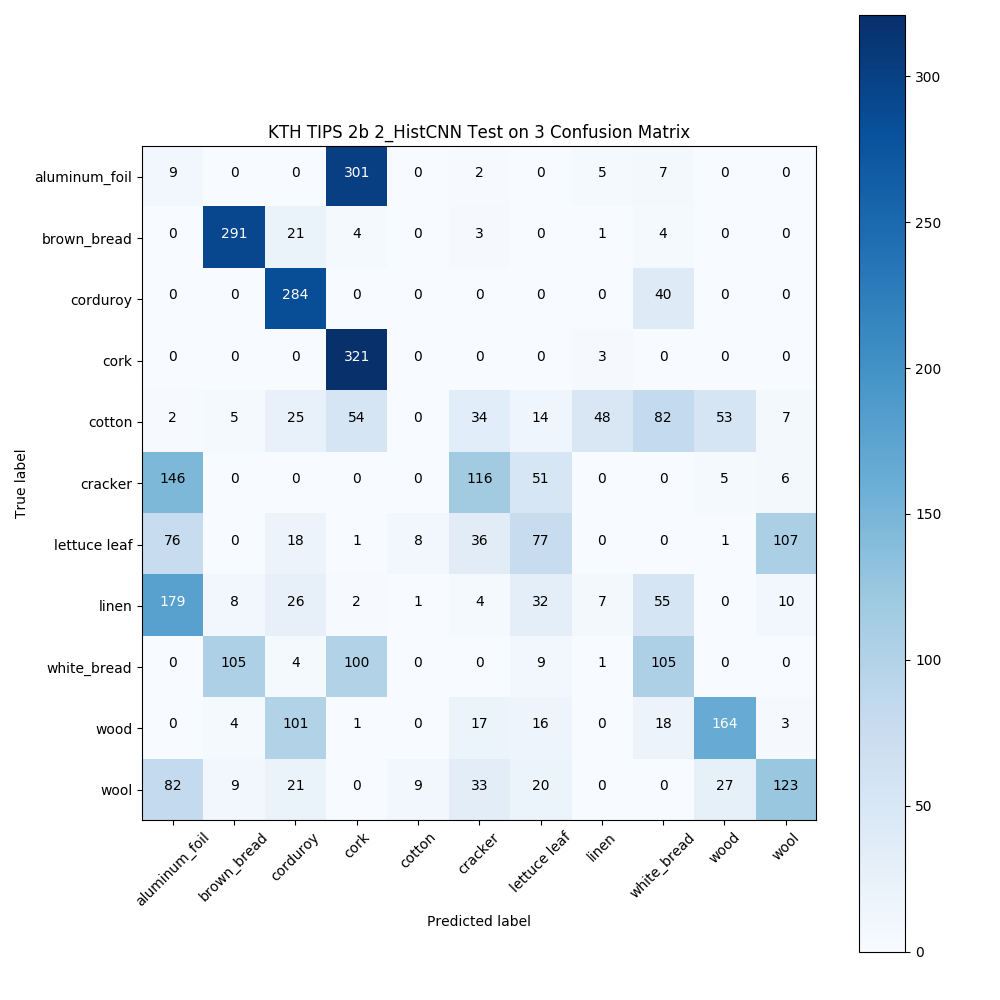 KTH TIPS 2b 2_HistCNN Test on 3 Confusion Matrix
True label
aluminum_foil 9 0 0 301 0 2 0 5 7 0 0
brown_bread 0 291 21 4 0 3 0 1 4 0 0
corduroy 0 0 284 0 0 0 0 0 40 0 0
cork 0 0 0 321 0 0 0 3 0 0 0
cotton 2 5 25 54 0 34 14 48 82 53 7
cracker 146 0 0 0 0 116 51 0 0 5 6
lettuce leaf 76 0 18 1 8 36 77 0 0 1 107
linen 179 8 26 2 1 4 32 7 55 0 10
white_bread 0 105 4 100 0 0 9 1 105 0 0
wood 0 4 101 1 0 17 16 0 18 164 3
wool 82 9 21 0 9 33 20 0 0 27 123
aluminum_foil brown_bread corduroy cork cotton cracker lettuce leaf linen white_bread wood wool
Predicted label
300
250
200
150
100
50
0